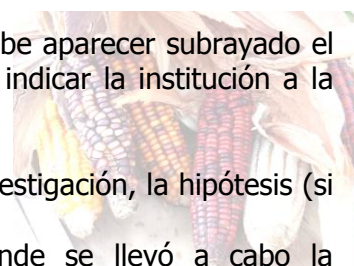 be aparecer subrayado el
indicar la institución a la
estigación, la hipótesis (si
nde se llevó a cabo la